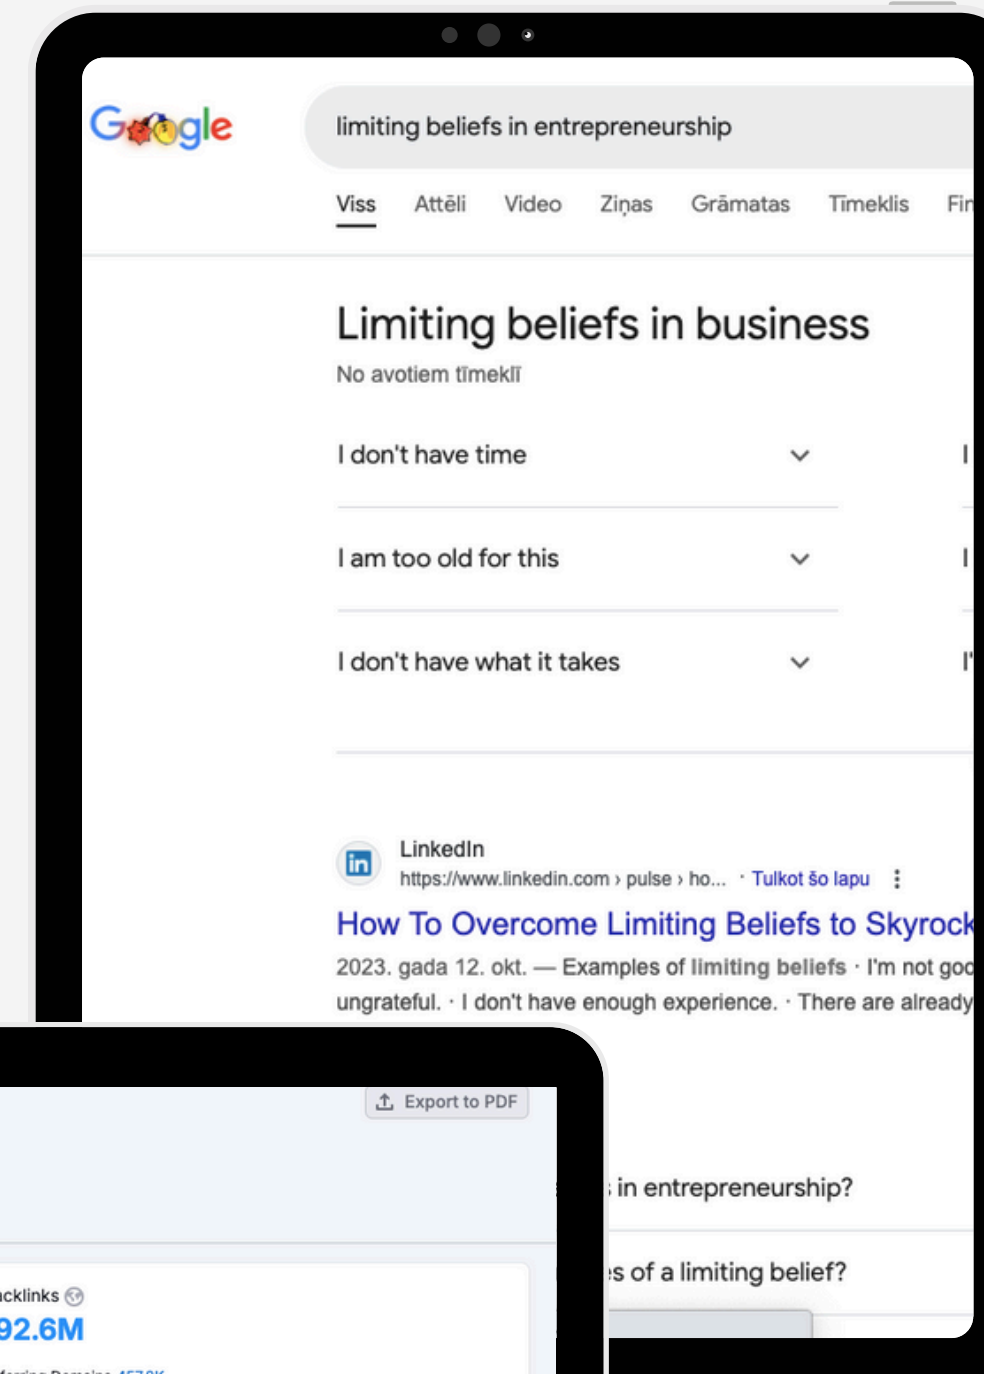 Google
limiting beliefs in entrepreneurship
Viss Attēli Video Ziņas Grāmatas Tīmeklis Fin
Limiting beliefs in business
No avotiem tīmeklī
I don't have time
I
I am too old for this
I
I don't have what it takes
I'
LinkedIn
https://www.linkedin.com › pulse › ho... · Tulkot šo lapu
How To Overcome Limiting Beliefs to Skyrock
2023. gada 12. okt. — Examples of limiting beliefs · I'm not goo
ungrateful. · I don't have enough experience. · There are already
in entrepreneurship?
s of a limiting belief?
Export to PDF
acklinks
92.6M